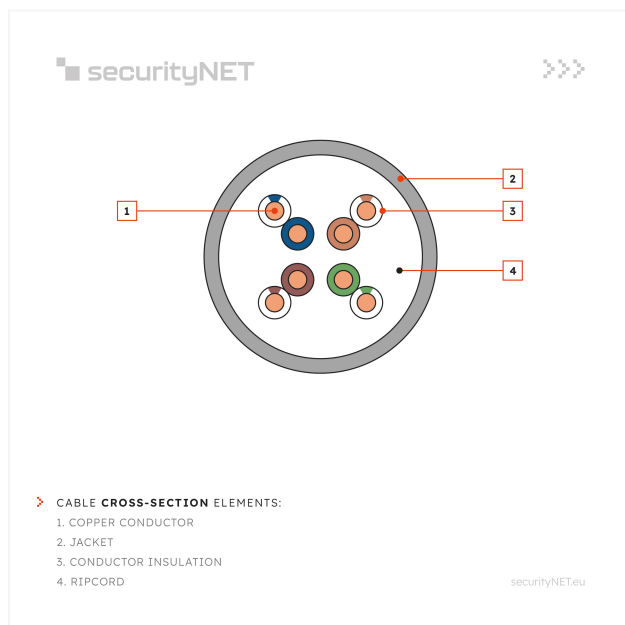 securityNET
2
1
3
4
CABLE CROSS-SECTION ELEMENTS:
1. COPPER CONDUCTOR
2. JACKET
3. CONDUCTOR INSULATION
4. RIPCORD
securityNET.eu